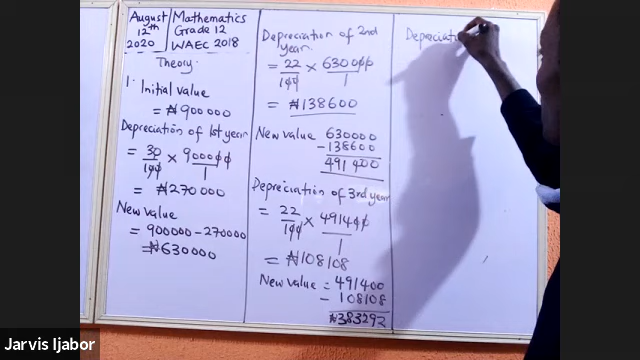 August
12th
2020
Mathematics
Grade 12
WAEC 2018
Theory
1. Initial value
= ₦900000
Depreciation of 1st year
= 30/100 × 900000/1
= ₦270000
New value
= 900000 - 270000
= ₦630000
Depreciation of 2nd
year
= 22/100 × 630000/1
= ₦138600
New value 630000
- 138600
491400
Depreciation of 3rd year
= 22/100 × 491400/1
= ₦108108
New value = 491400
- 108108
₦383292
Depreciati
Jarvis Ijabor